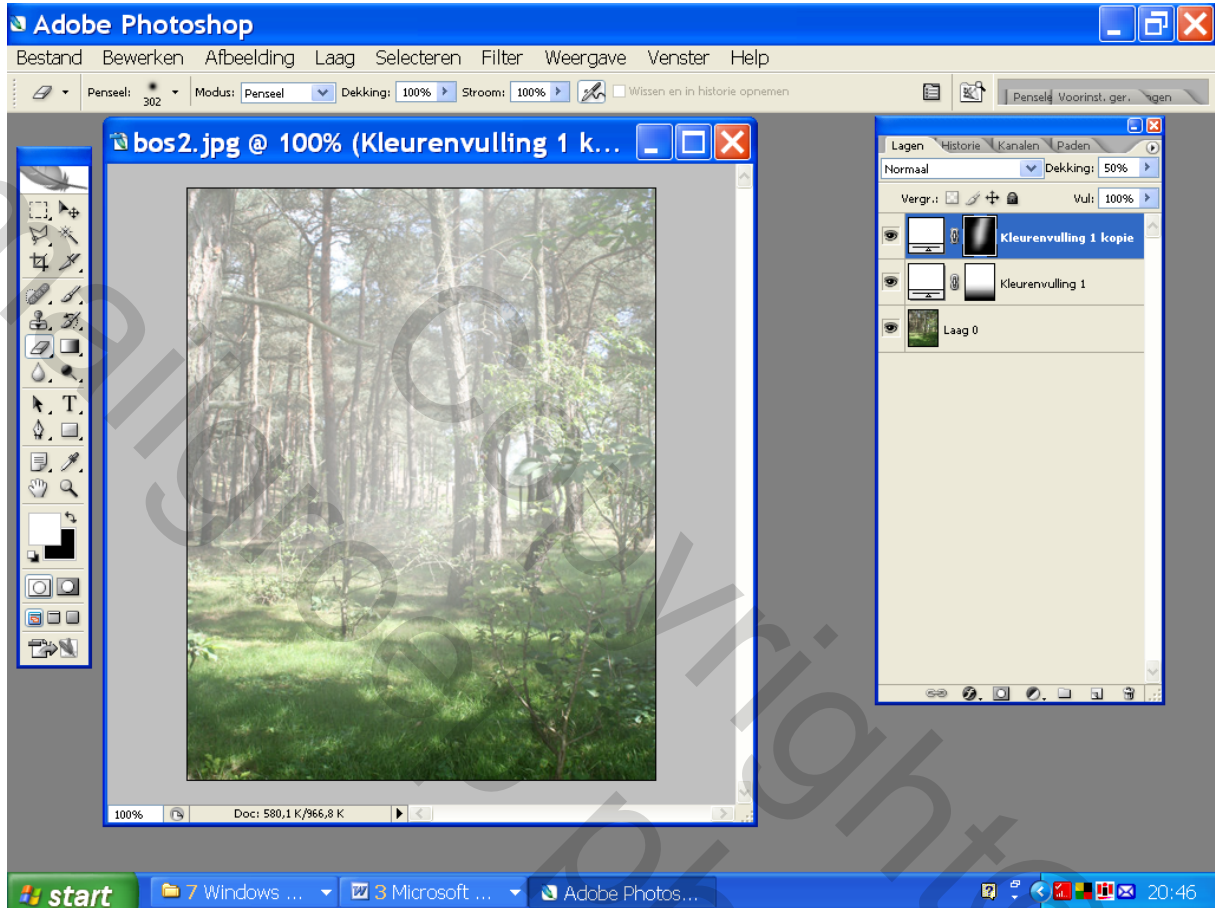 Adobe Photoshop
Bestand Bewerken Afbeelding Laag Selecteren Filter Weergave Venster Help
Penseel: 302 Modus: Penseel Dekking: 100% Stroom: 100% Wissen en in historie opnemen
Voorinst. ger.
bos2.jpg @ 100% (Kleurenvulling 1 k...
Lagen Historie Kanalen Paden
Normaal Dekking: 50%
Vergr.: Vul: 100%
Kleurenvulling 1 kopie
Kleurenvulling 1
Laag 0
Copyright
100% Doc: 580,1 K/966,8 K
start 7 Windows ... 3 Microsoft ... Adobe Photos... 20:46